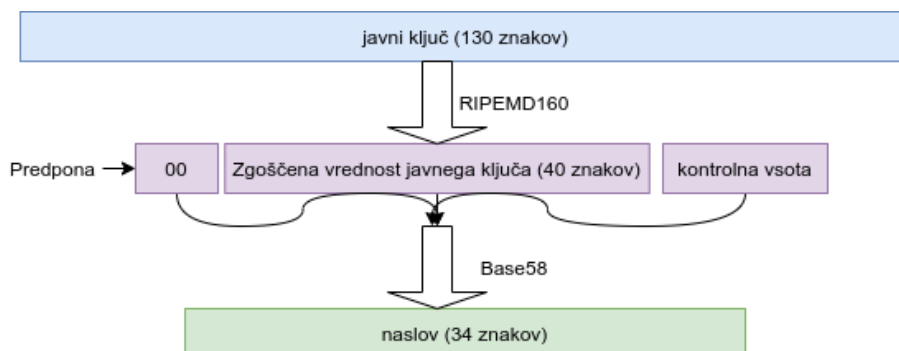 javni ključ (130 znakov)
RIPEMD160
Predpona
00
Zgoščena vrednost javnega ključa (40 znakov)
kontrolna vsota
Base58
naslov (34 znakov)